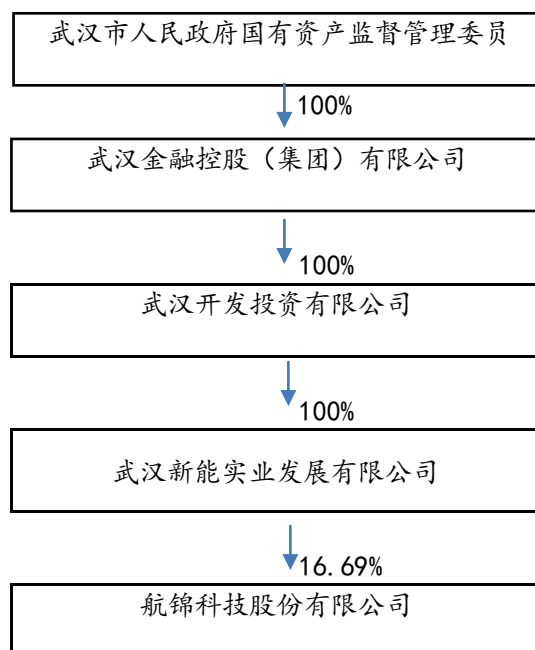 武汉市人民政府国有资产监督管理委员
100%
武汉金融控股（集团）有限公司
100%
武汉开发投资有限公司
100%
武汉新能实业发展有限公司
16.69%
航锦科技股份有限公司